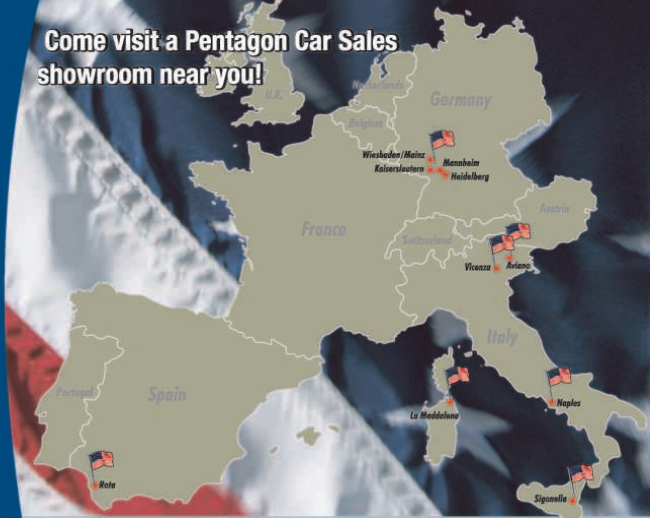 Come visit a Pentagon Car Sales
showroom near you!
Netherlands
U.K.
Germany
Belgium
Wiesbaden/Mainz
Mannheim
Kaiserslautern
Heidelberg
Austria
France
Switzerland
Vicenza
Aviano
Italy
Portugal
Spain
Naples
La Maddalena
Rota
Sigonella